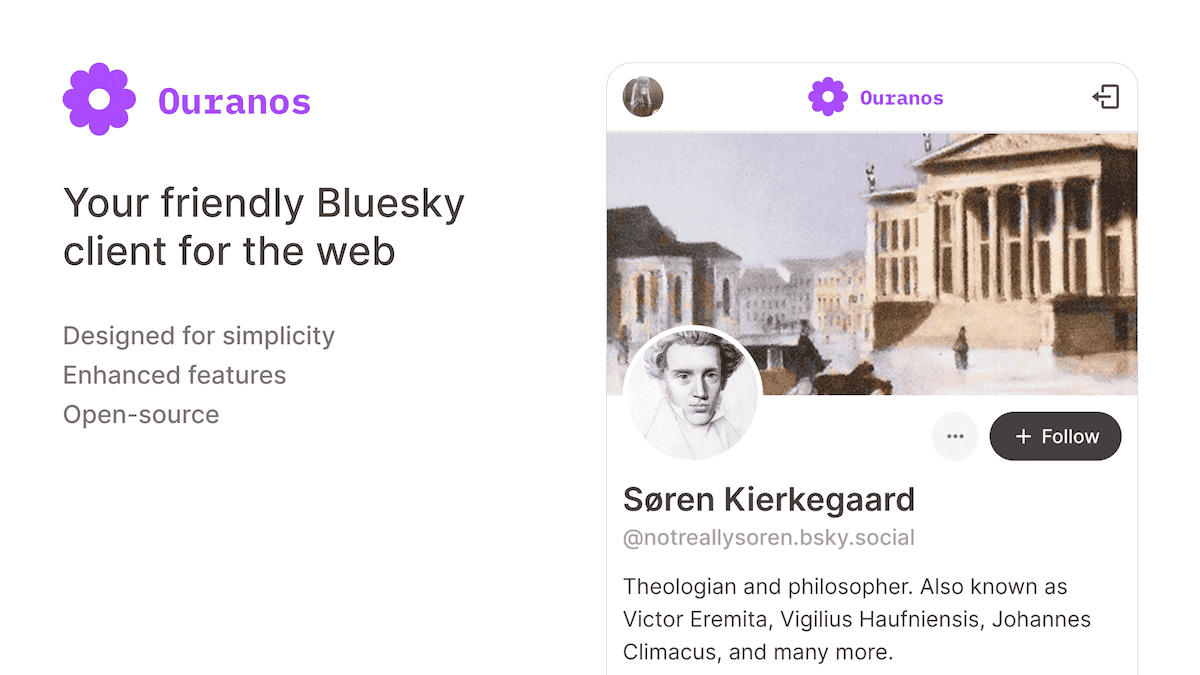 Ouranos
Your friendly Bluesky
client for the web
Designed for simplicity
Enhanced features
Open-source
Ouranos
+ Follow
Søren Kierkegaard
@notreallysoren.bsky.social
Theologian and philosopher. Also known as
Victor Eremita, Vigilius Haufniensis, Johannes
Climacus, and many more.